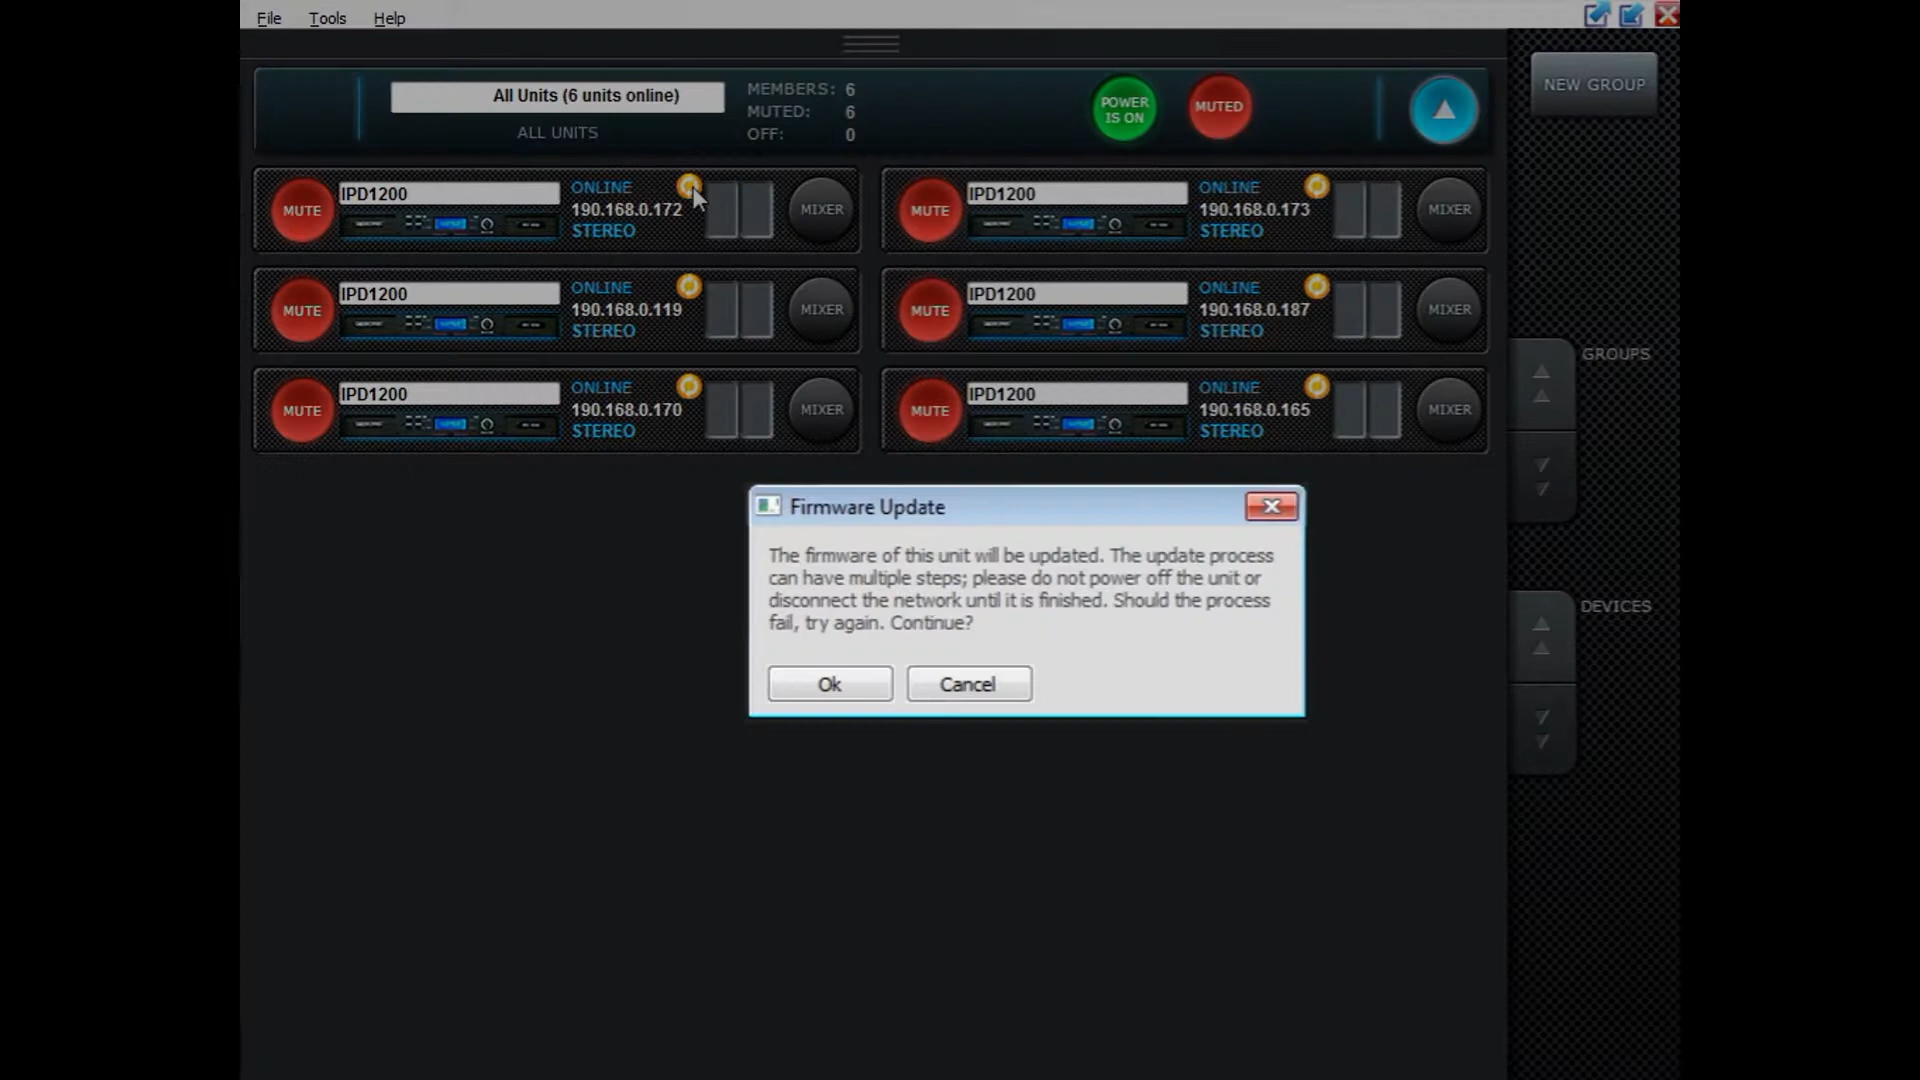 File Tools Help
NEW GROUP
All Units (6 units online)
ALL UNITS
MEMBERS: 6
MUTED: 6
OFF: 0
POWER
IS ON
MUTED
MUTE
IPD1200
ONLINE
190.168.0.172
STEREO
MIXER
MUTE
IPD1200
ONLINE
190.168.0.173
STEREO
MIXER
MUTE
IPD1200
ONLINE
190.168.0.119
STEREO
MIXER
MUTE
IPD1200
ONLINE
190.168.0.187
STEREO
MIXER
MUTE
IPD1200
ONLINE
190.168.0.170
STEREO
MIXER
MUTE
IPD1200
ONLINE
190.168.0.165
STEREO
MIXER
GROUPS
DEVICES
Firmware Update
The firmware of this unit will be updated. The update process
can have multiple steps; please do not power off the unit or
disconnect the network until it is finished. Should the process
fail, try again. Continue?
Ok
Cancel